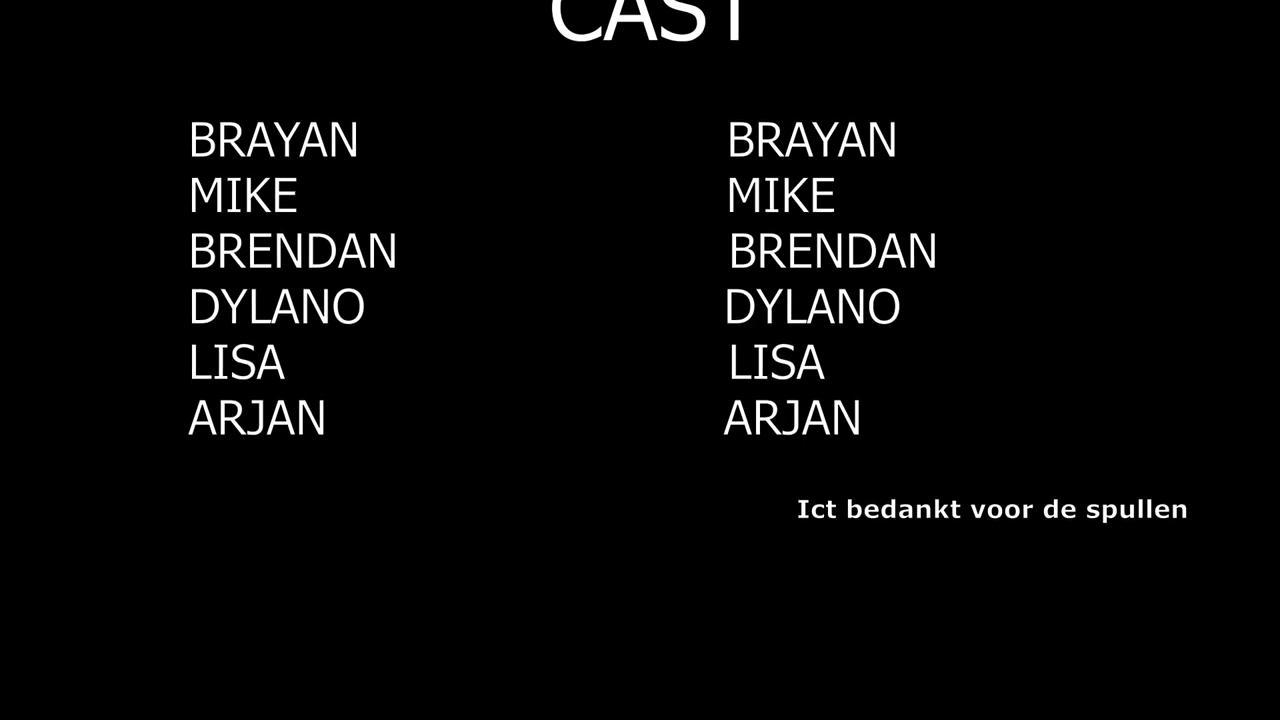 CAST
BRAYAN BRAYAN
MIKE MIKE
BRENDAN BRENDAN
DYLANO DYLANO
LISA LISA
ARJAN ARJAN
Ict bedankt voor de spullen